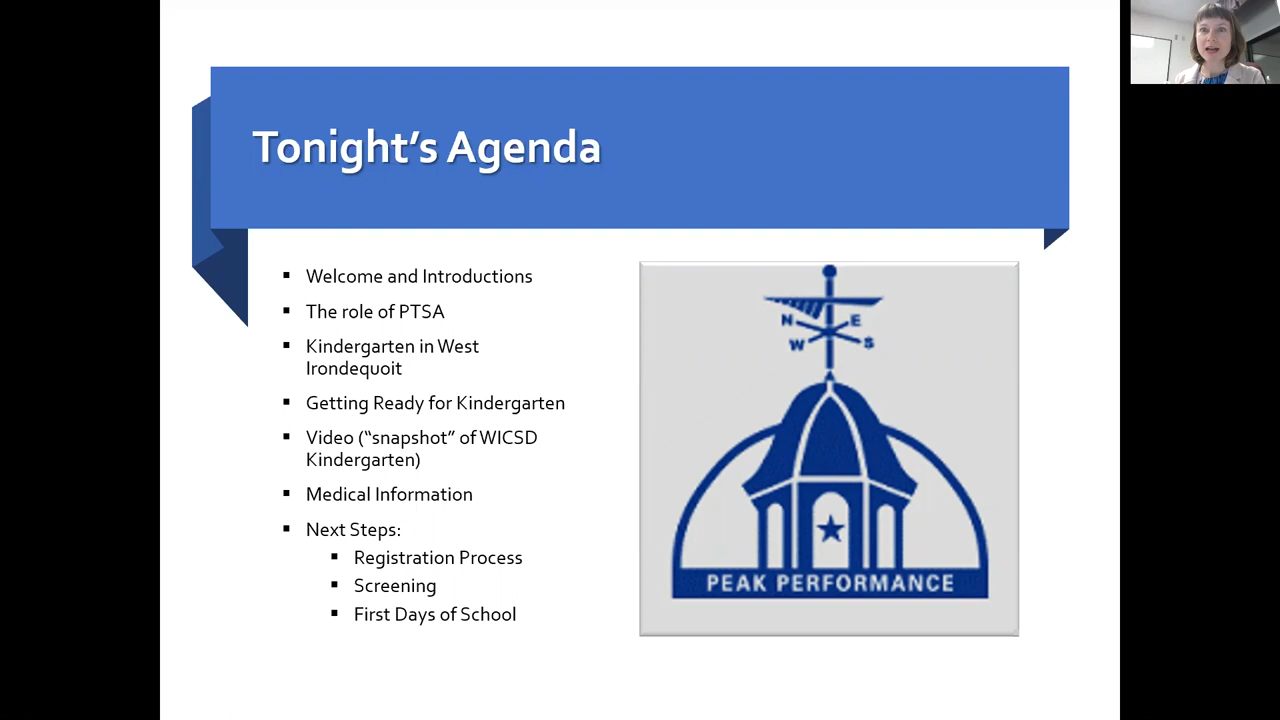 Tonight’s Agenda
▪ Welcome and Introductions
▪ The role of PTSA
▪ Kindergarten in West
Irondequoit
▪ Getting Ready for Kindergarten
▪ Video (“snapshot” of WICSD
Kindergarten)
▪ Medical Information
▪ Next Steps:
▪ Registration Process
▪ Screening
▪ First Days of School
N E
W S
PEAK PERFORMANCE